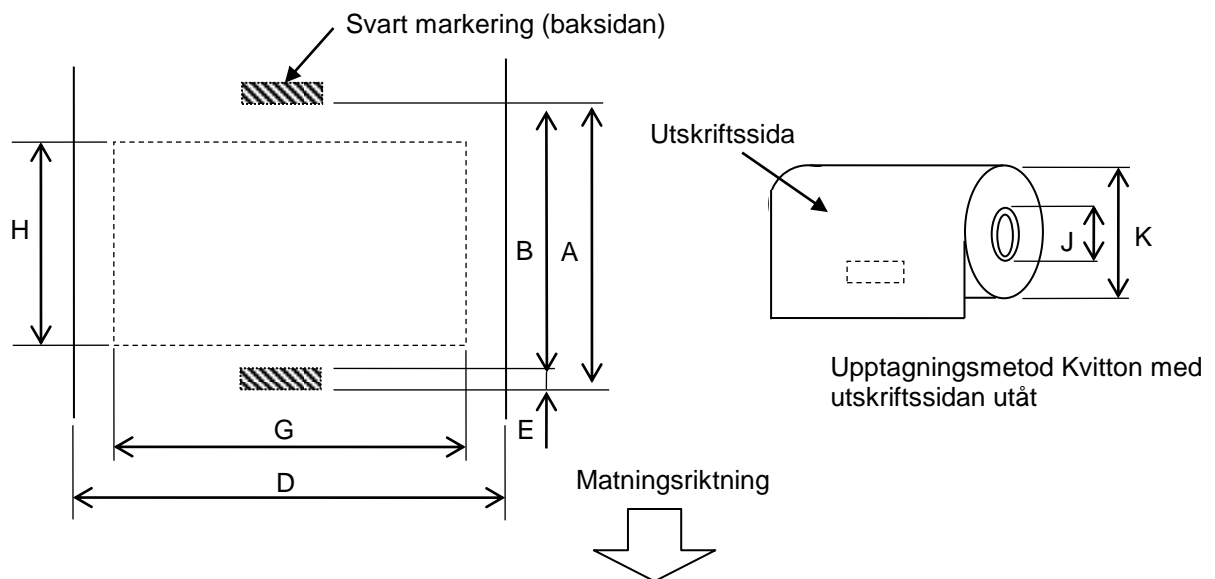 Svart markering (baksidan)
Utskriftssida
H
B
A
J
K
Upptagningsmetod Kvitton med
utskriftssidan utåt
E
G
D
Matningsriktning